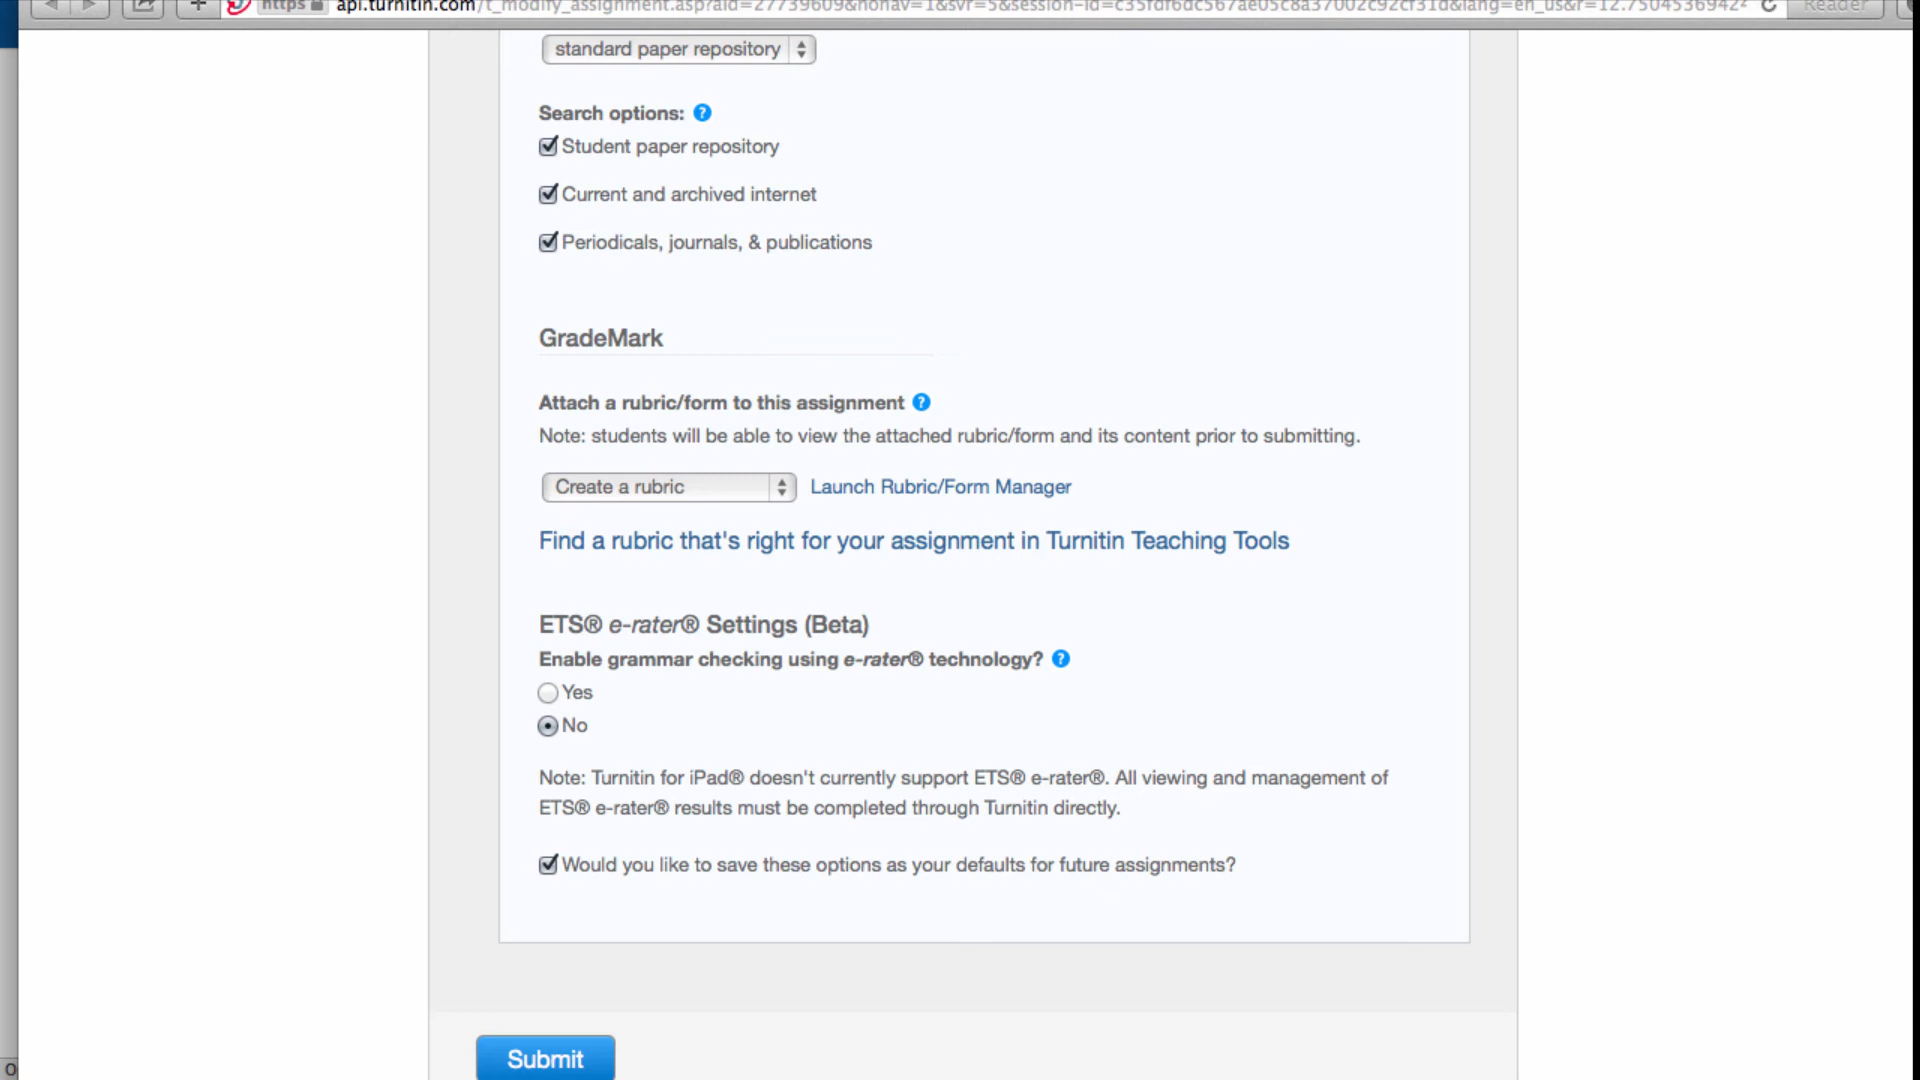 https api.turnitin.com/t_modify_assignment.asp?aid=27739609&nonav=1&svr=5&session-id=c35fdf6dc567ae05c8a37002c92cf31d&lang=en_us&r=12.7504536942 Reader
standard paper repository
Search options: ?
Student paper repository
Current and archived internet
Periodicals, journals, & publications
GradeMark
Attach a rubric/form to this assignment ?
Note: students will be able to view the attached rubric/form and its content prior to submitting.
Create a rubric Launch Rubric/Form Manager
Find a rubric that's right for your assignment in Turnitin Teaching Tools
ETS® e-rater® Settings (Beta)
Enable grammar checking using e-rater® technology? ?
Yes
No
Note: Turnitin for iPad® doesn't currently support ETS® e-rater®. All viewing and management of
ETS® e-rater® results must be completed through Turnitin directly.
Would you like to save these options as your defaults for future assignments?
Submit